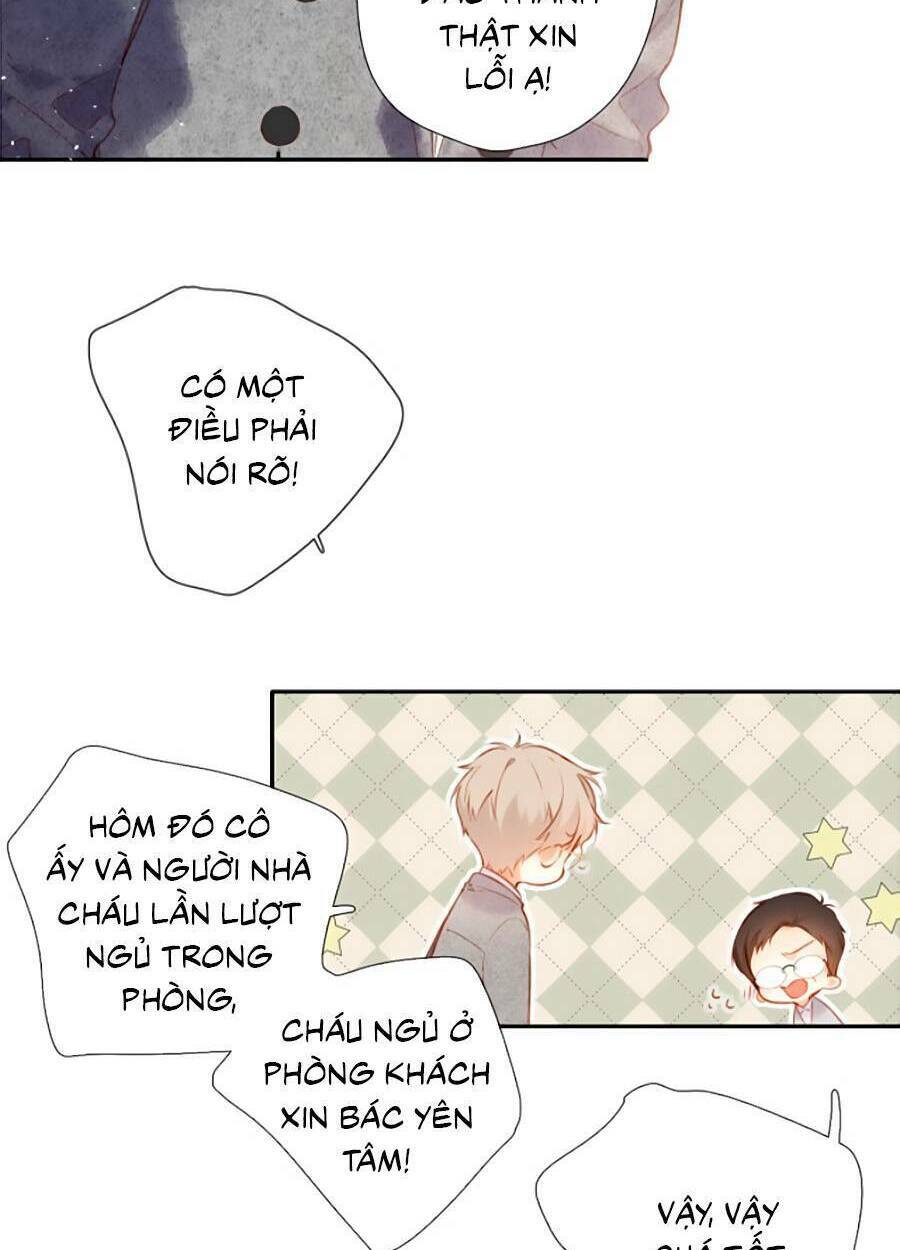 THẬT XIN
LỖI Ạ!
CÓ MỘT
ĐIỀU PHẢI
NÓI RÕ!
HÔM ĐÓ CÔ
ẤY VÀ NGƯỜI NHÀ
CHÁU LẦN LƯỢT
NGỦ TRONG
PHÒNG,
CHÁU NGỦ Ở
PHÒNG KHÁCH
XIN BÁC YÊN
TÂM!
VẬY, VẬY